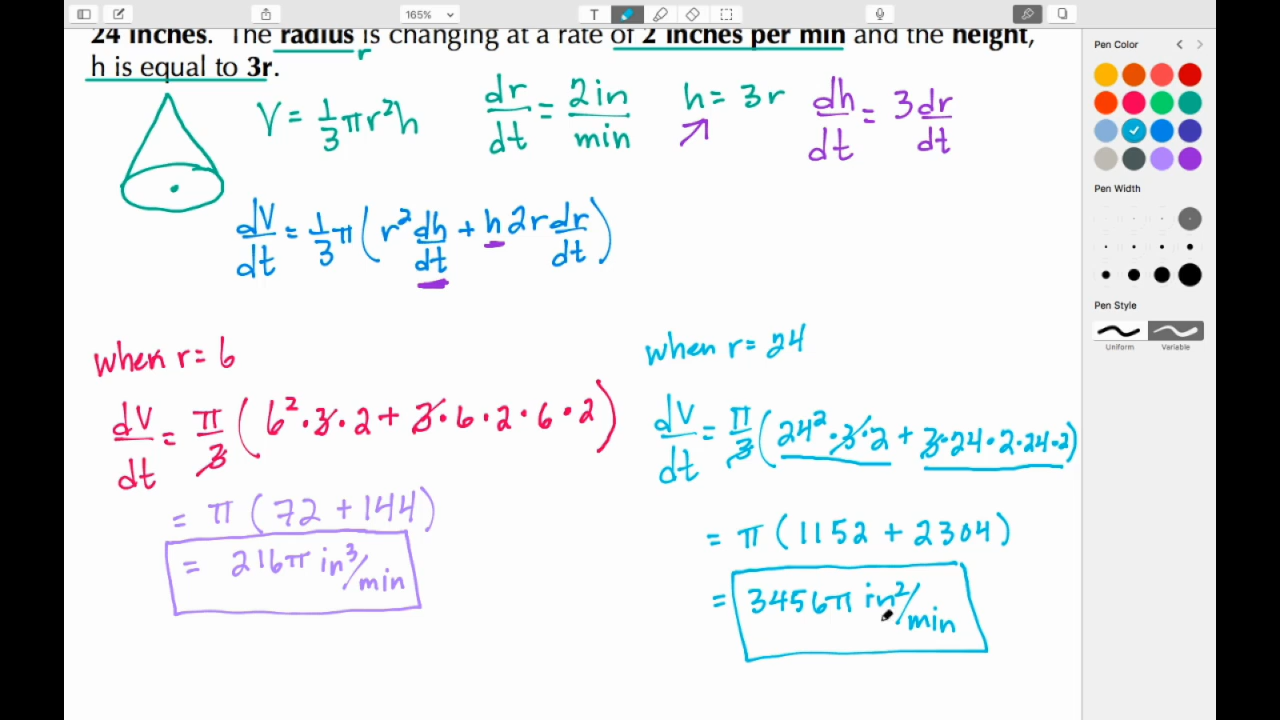 165%
T
24 inches. The radius is changing at a rate of 2 inches per min and the height,
r
h is equal to 3r.
V = 1/3 πr²h
dr/dt = 2in/min
h = 3r
dh/dt = 3dr/dt
dV/dt = 1/3 π( r² dh/dt + h2r dr/dt )
when r = 6
dV/dt = π/3 ( 6² · 3 · 2 + 3 · 6 · 2 · 6 · 2 )
= π ( 72 + 144 )
= 216π in³/min
when r = 24
dV/dt = π/3 ( 24² · 3 · 2 + 3 · 24 · 2 · 24 · 2 )
= π ( 1152 + 2304 )
= 3456π in²/min
Pen Color
Pen Width
Pen Style
Uniform
Variable